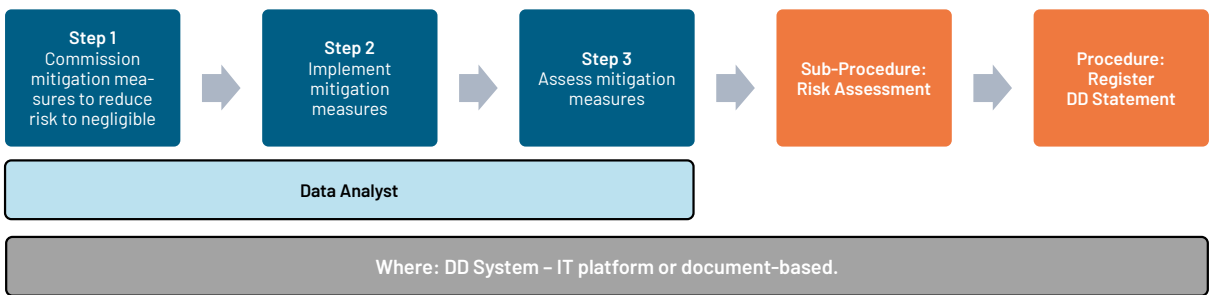 Step 1
Commission
mitigation mea-
sures to reduce
risk to negligible
Step 2
Implement
mitigation
measures
Step 3
Assess mitigation
measures
Sub-Procedure:
Risk Assessment
Procedure:
Register
DD Statement
Data Analyst
Where: DD System – IT platform or document-based.